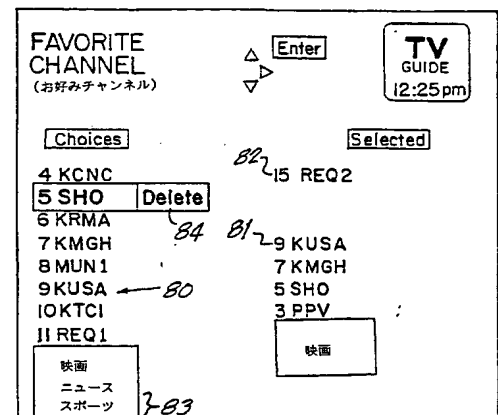 FAVORITE
CHANNEL
(お好みチャンネル)
Enter
TV
GUIDE
12:25pm
Choices
Selected
4 KCNC
5 SHO Delete
6 KRMA
7 KMGH
8 MUN1
9 KUSA
10 KTCI
11 REQ1
映画
ニュース
スポーツ
84
80
83
82
15 REQ2
81
9 KUSA
7 KMGH
5 SHO
3 PPV
映画